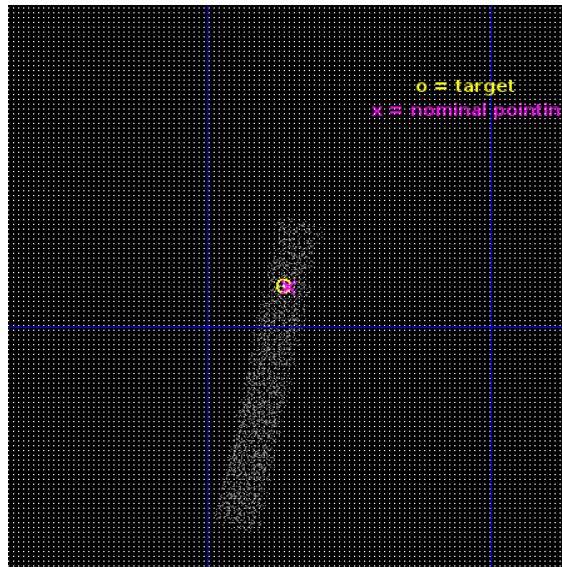 o = target
x = nominal pointin